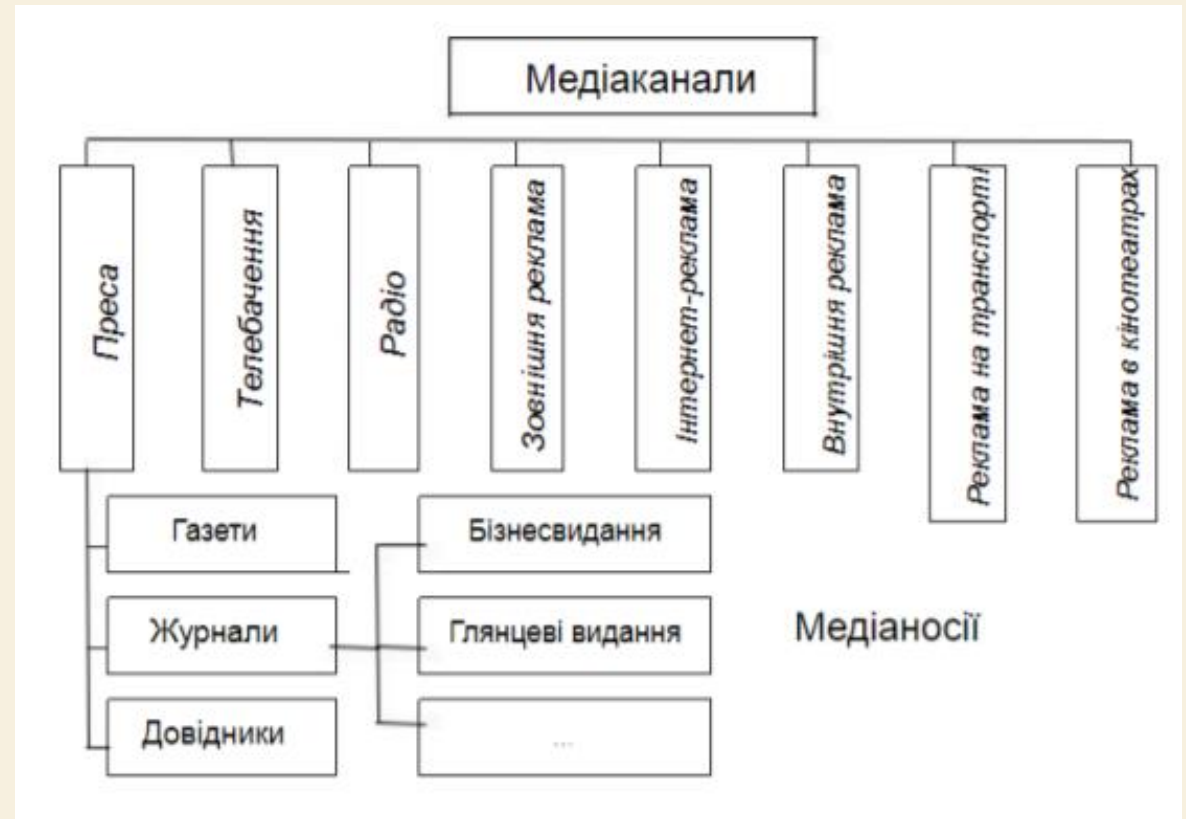 Медіаканали
Преса
Телебачення
Радіо
Зовнішня реклама
Інтернет-реклама
Внутрішня реклама
Реклама на транспорті
Реклама в кінотеатрах
Газети
Бізнесвидання
Журнали
Глянцеві видання
Медіаносії
Довідники
...